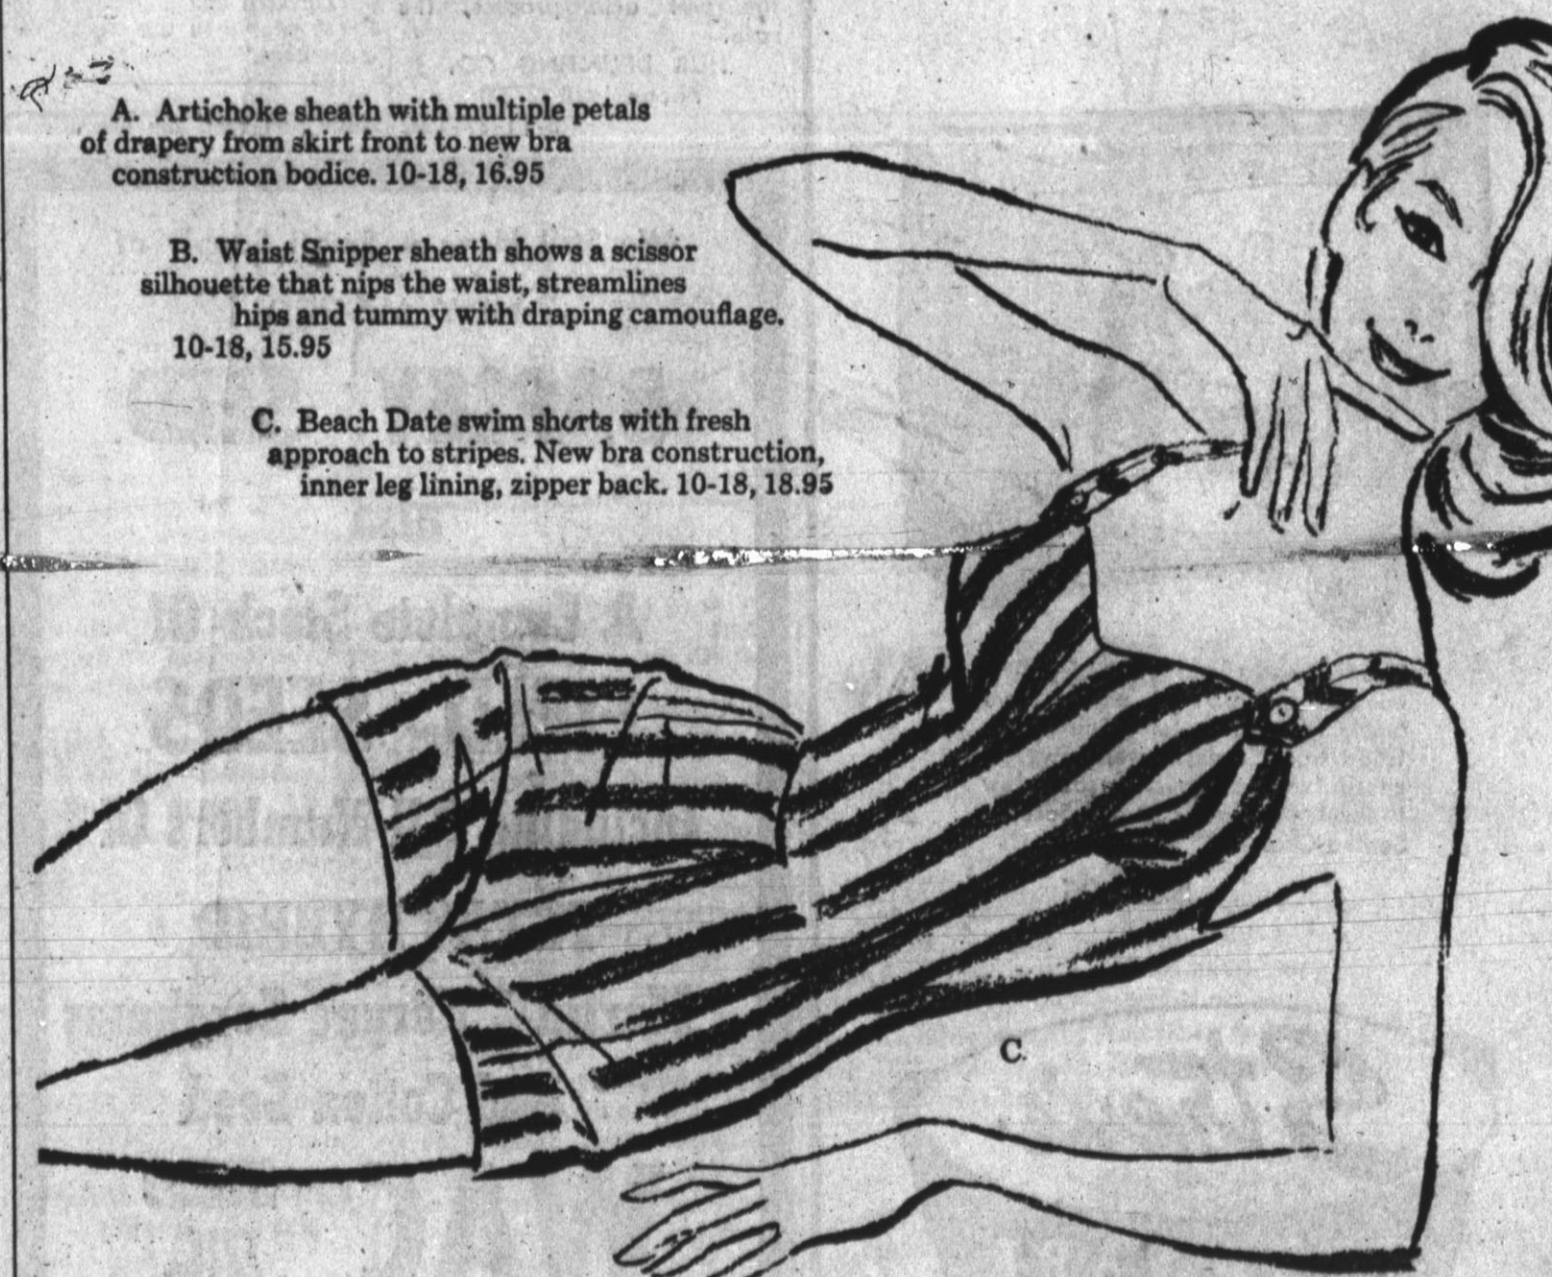 A. Artichoke sheath with multiple petals
of drapery from skirt front to new bra
construction bodice. 10-18, 16.95
B. Waist Snipper sheath shows a scissor
silhouette that nips the waist, streamlines
hips and tummy with draping camouflage.
10-18, 15.95
C. Beach Date swim shorts with fresh
approach to stripes. New bra construction,
inner leg lining, zipper back. 10-18, 18.95
C